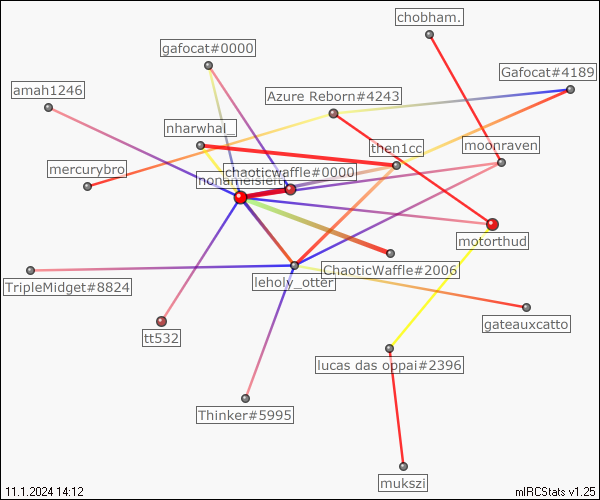 chobham.
gafocat#0000
Gafocat#4189
amah1246
Azure Reborn#4243
nharwhal_
then1cc
moonraven
mercurybro
chaoticwaffle#0000
motorthud
ChaoticWaffle#2006
leholy_otter
TripleMidget#8824
gateauxcatto
tt532
lucas das oppai#2396
Thinker#5995
mukszi
11.1.2024 14:12
mIRCStats v1.25